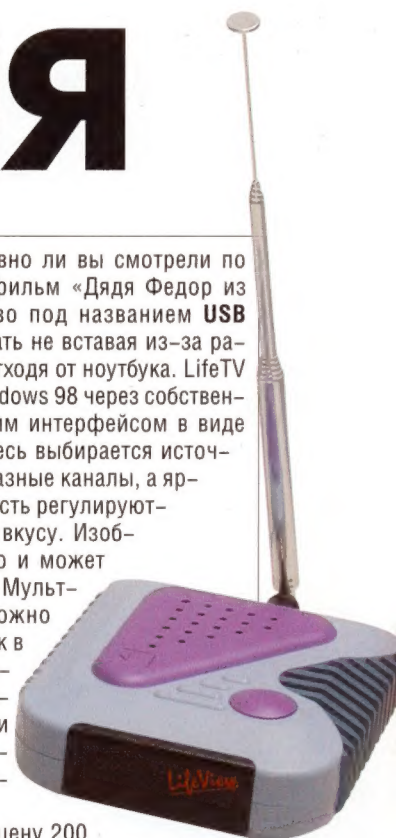 Я
вно ли вы смотрели по
фильм «Дядя Федор из
во под названием USB
ать не вставая из-за ра-
тходя от ноутбука. LifeTV
dows 98 через собствен-
им интерфейсом в виде
есь выбирается источ-
азные каналы, а яр-
ость регулируют-
вкусу. Изоб-
о и может
Мульт-
ожно
к в
и
LifeView
цену 200